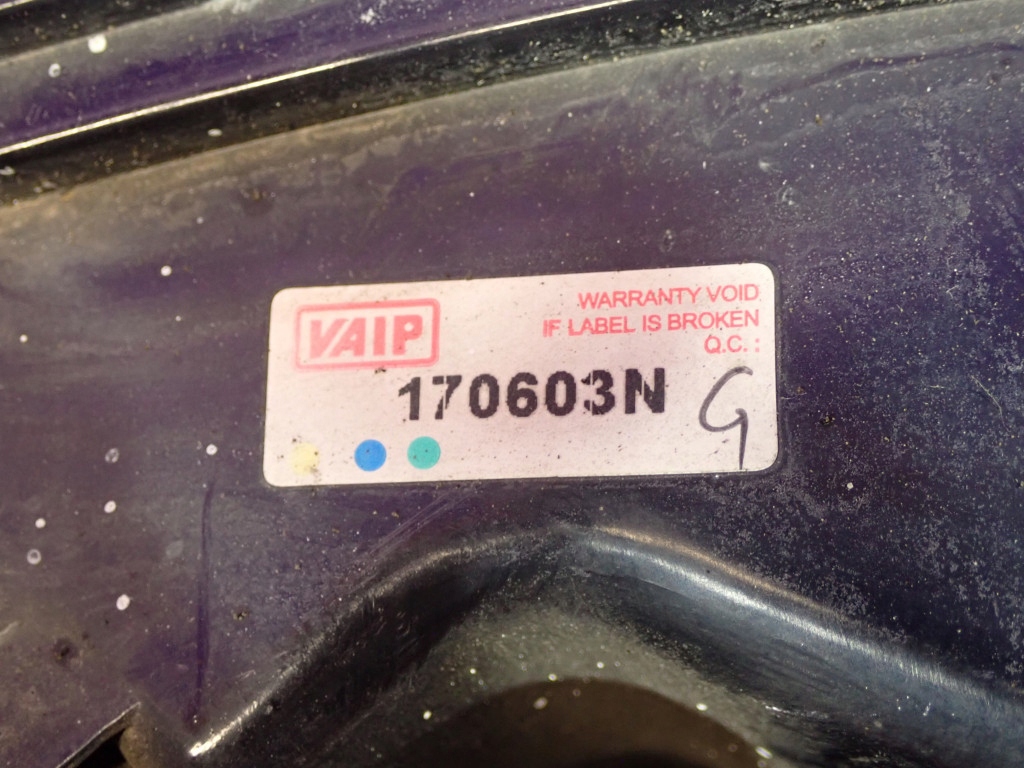 VAIP
WARRANTY VOID
IF LABEL IS BROKEN
Q.C. :
170603N
G